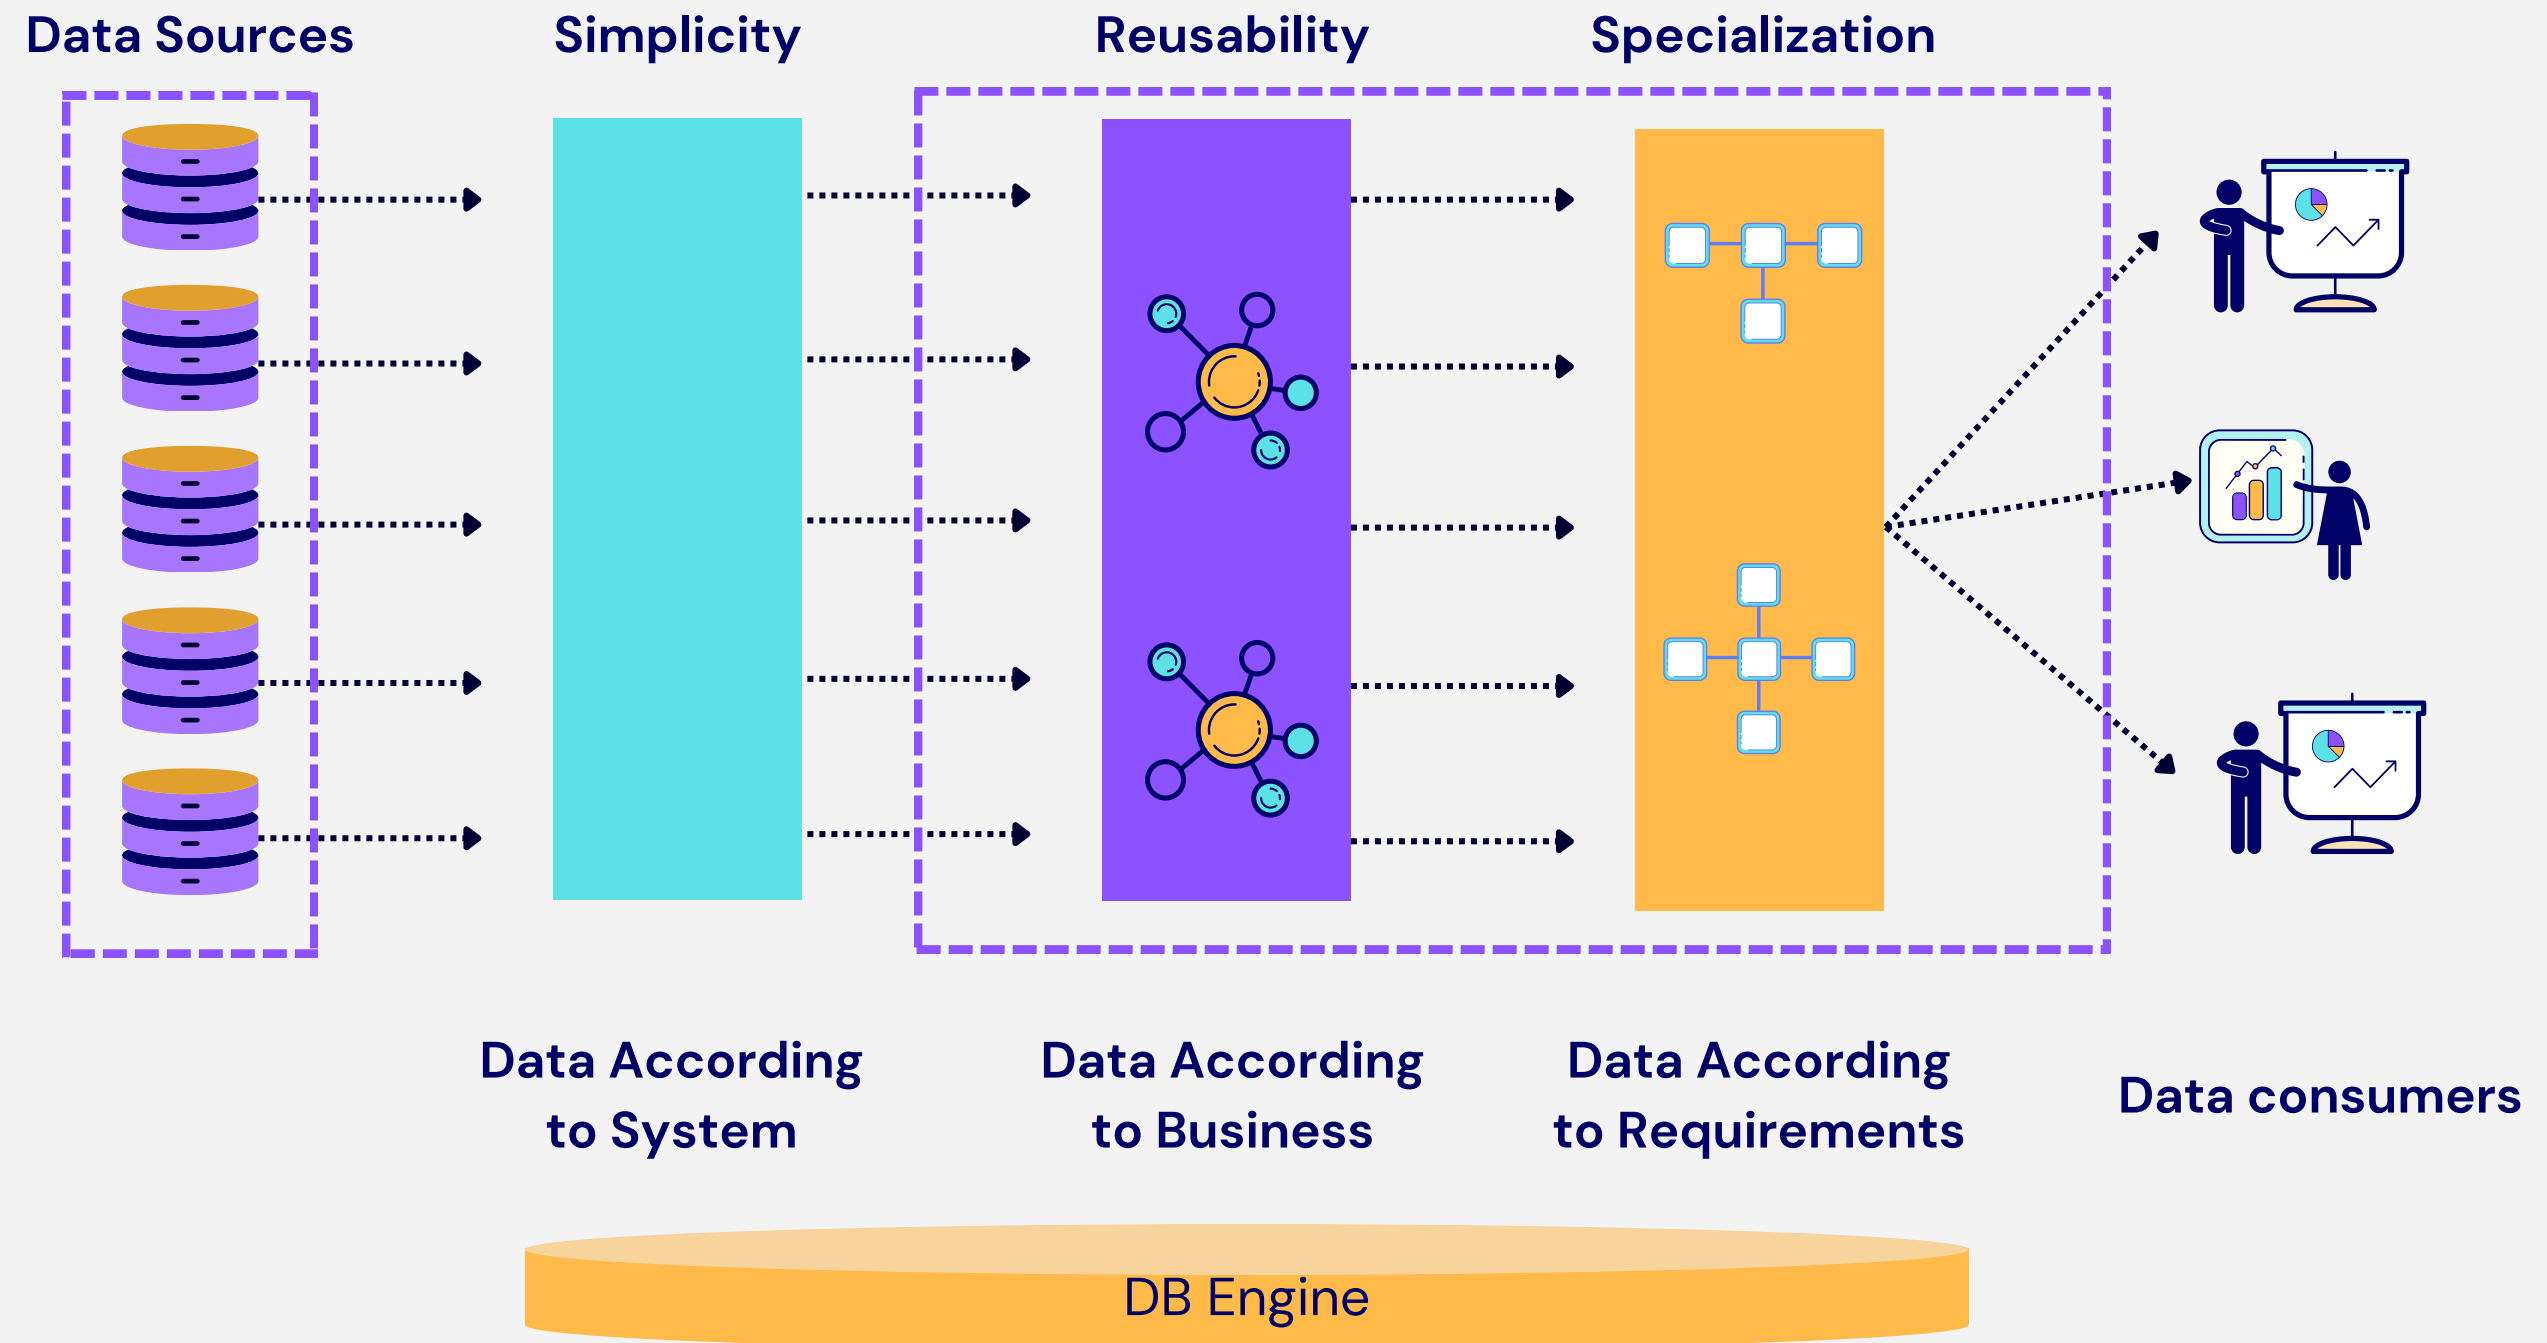 Data Sources
Simplicity
Reusability
Specialization
Data According
to System
Data According
to Business
Data According
to Requirements
Data consumers
DB Engine